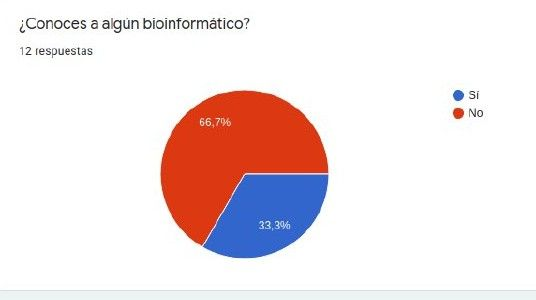 ¿Conoces a algún bioinformático?
12 respuestas
Sí
No
66,7%
33,3%